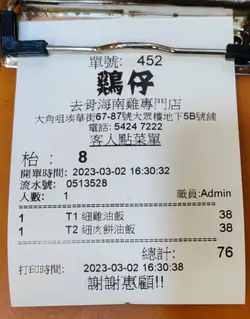 單號: 452
鷄仔
去骨海南雞專門店
大角咀埃華街67-87號大眾樓地下5B號舖
電話: 5424 7222
客人點菜單
枱: 8
開單時間: 2023-03-02 16:30:32
流水號: 0513528
人數: 1 職員:Admin
1 T1 細雞油飯 38
1 T2 細肉餅油飯 38
總計: 76
打印時間: 2023-03-02 16:30:38
謝謝惠顧!!